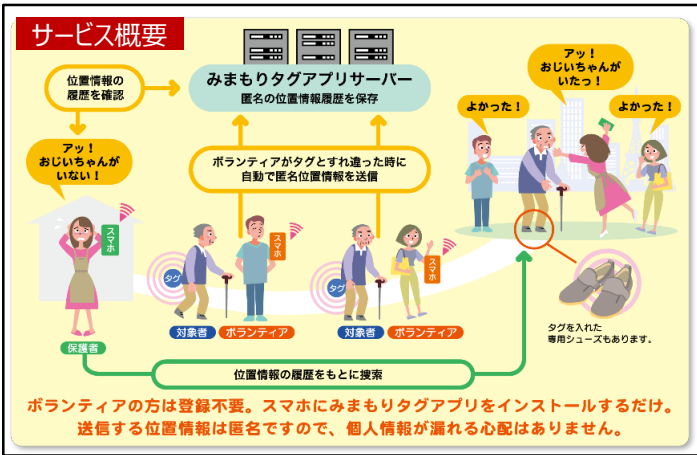 サービス概要
位置情報の
履歴を確認
みまもりタグアプリサーバー
匿名の位置情報履歴を保存
アッ！
おじいちゃんが
いたっ！
よかった！
よかった！
アッ！
おじいちゃんが
いない！
ボランティアがタグとすれ違った時に
自動で匿名位置情報を送信
スマホ
タグ
スマホ
タグ
スマホ
対象者
ボランティア
対象者
ボランティア
保護者
タグを入れた
専用シューズもあります。
位置情報の履歴をもとに捜索
ボランティアの方は登録不要。スマホにみまもりタグアプリをインストールするだけ。
送信する位置情報は匿名ですので、個人情報が漏れる心配はありません。